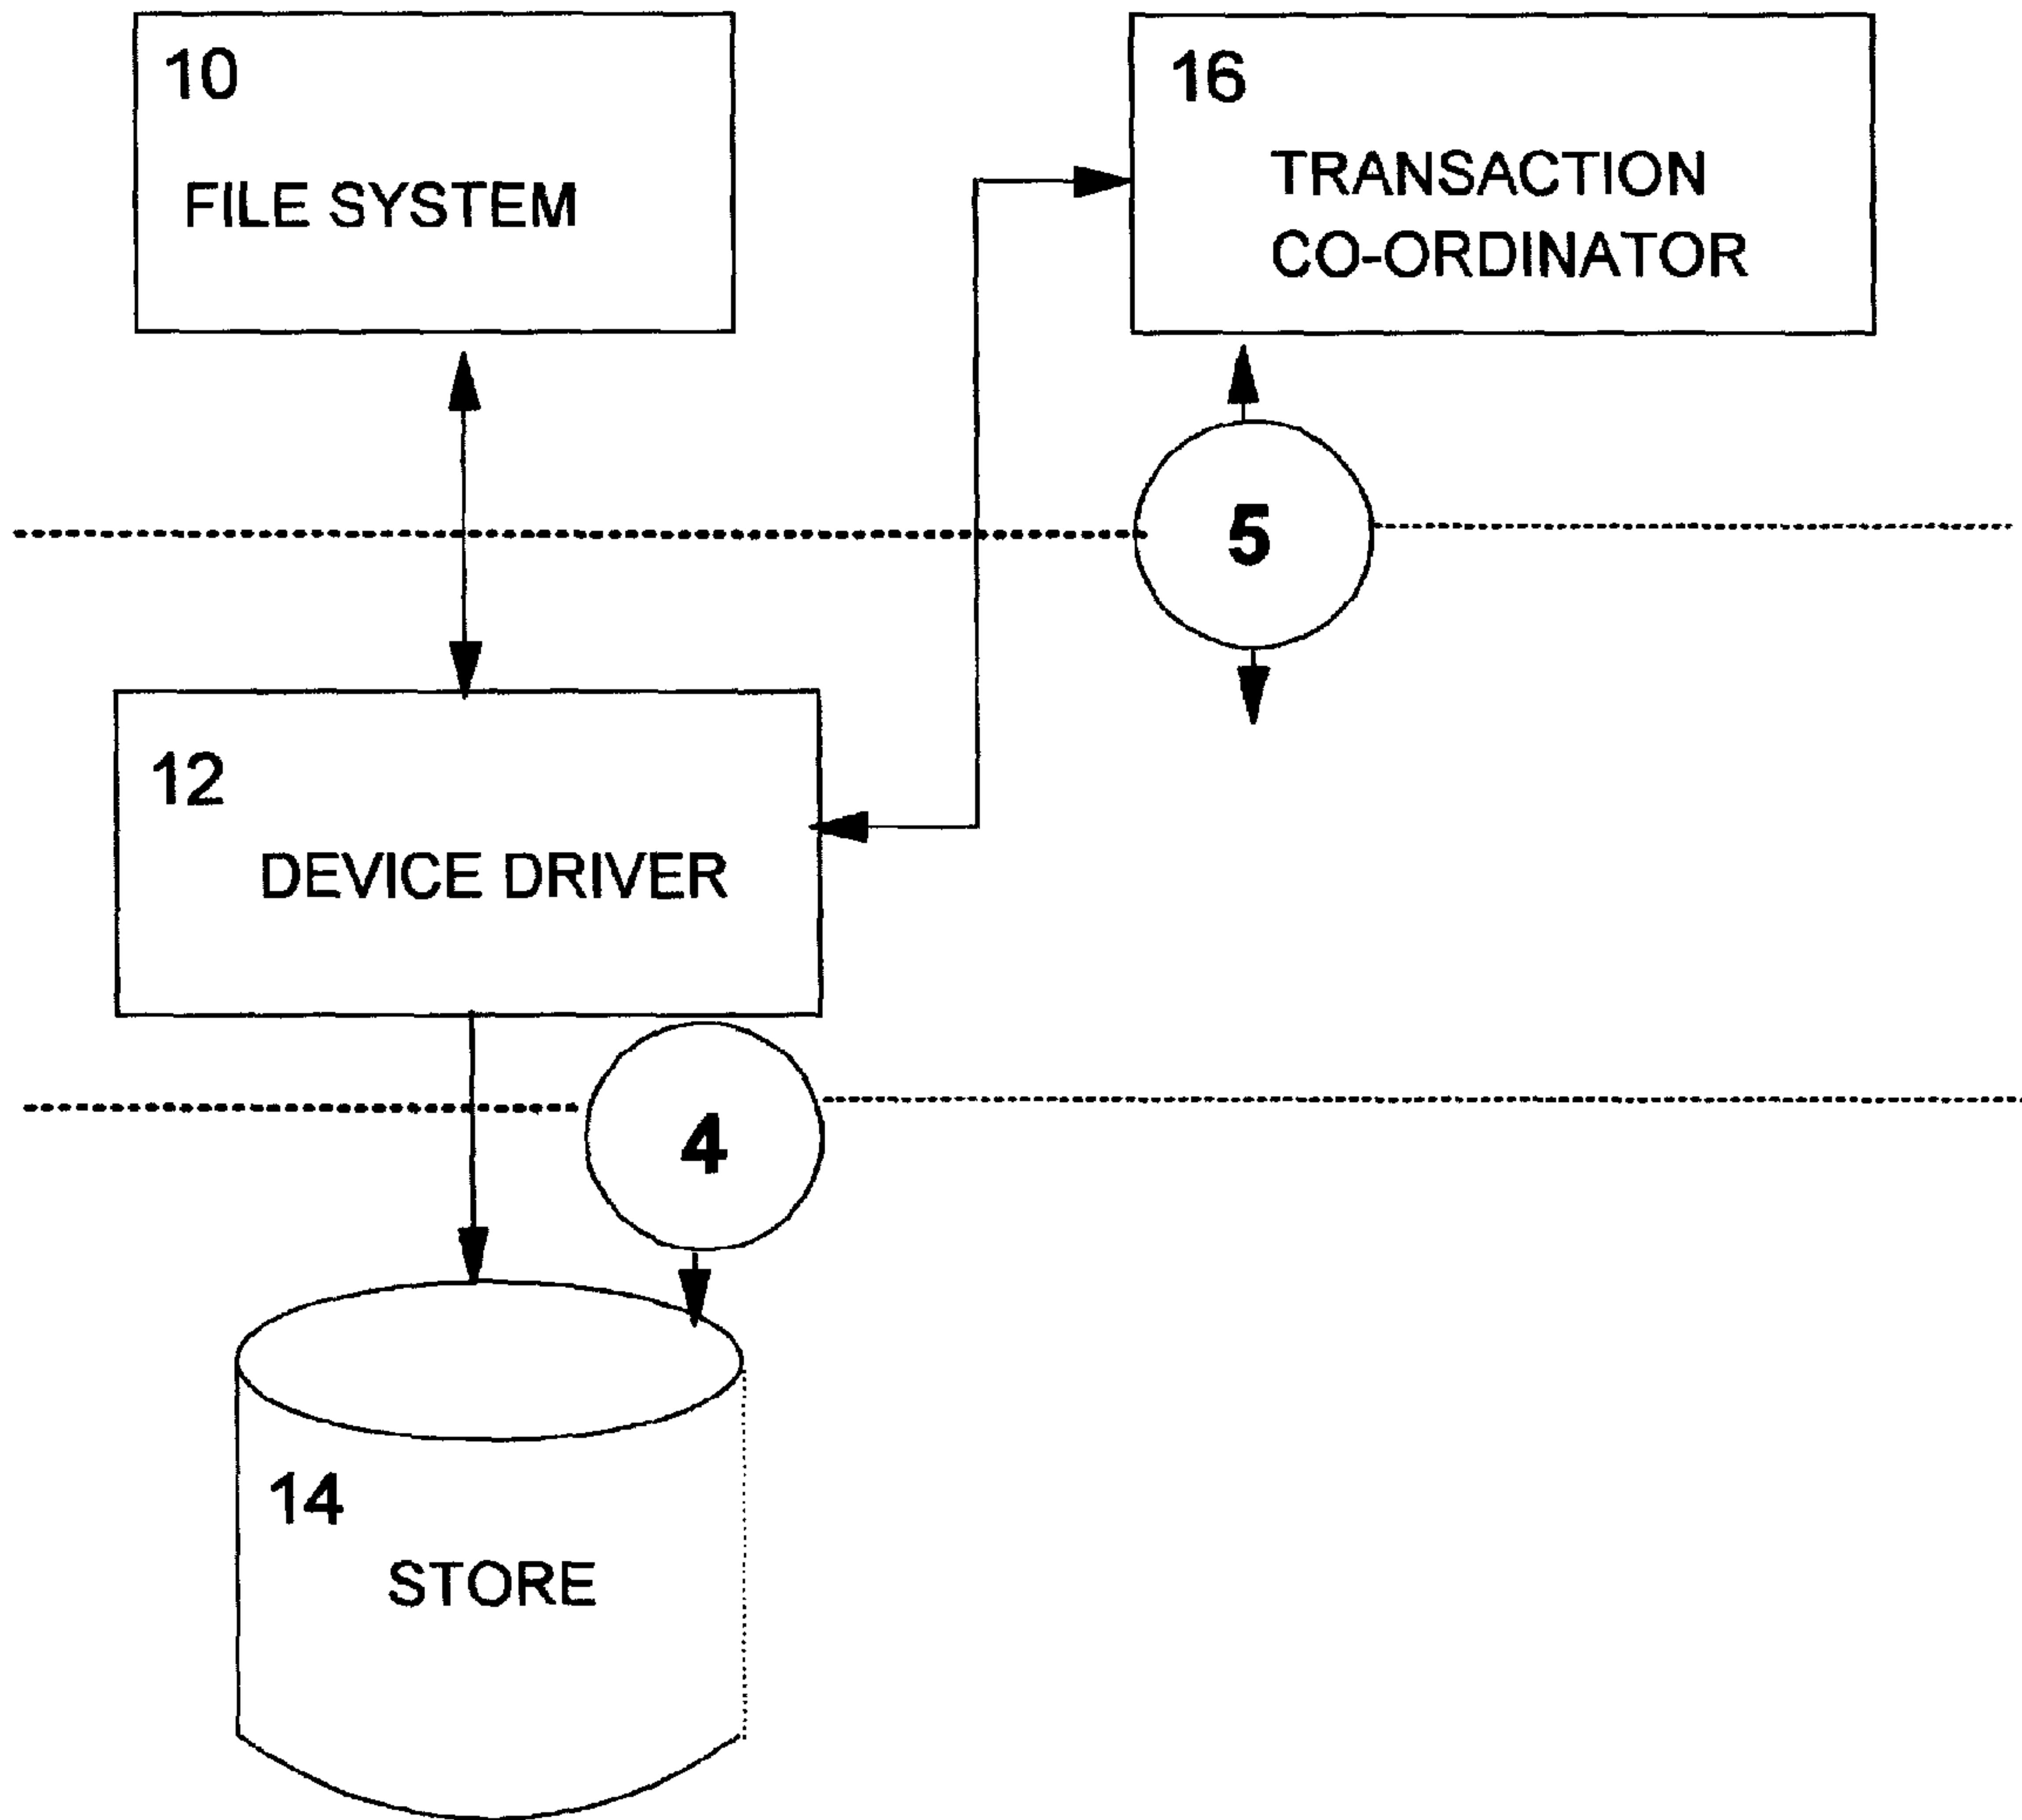 10
FILE SYSTEM
16
TRANSACTION
CO-ORDINATOR
5
12
DEVICE DRIVER
4
14
STORE